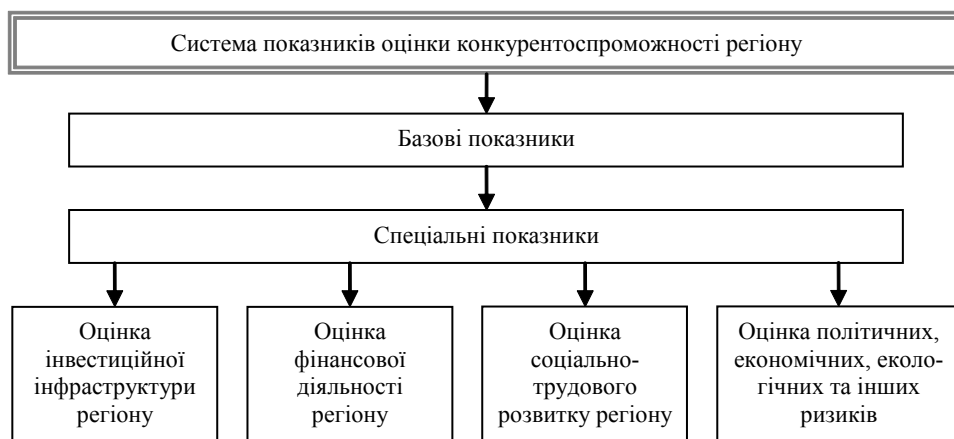 Система показників оцінки конкурентоспроможності регіону
Базові показники
Спеціальні показники
Оцінка
інвестиційної
інфраструктури
регіону
Оцінка
фінансової
діяльності
регіону
Оцінка
соціально-
трудового
розвитку регіону
Оцінка політичних,
економічних, еколо-
гічних та інших
ризиків